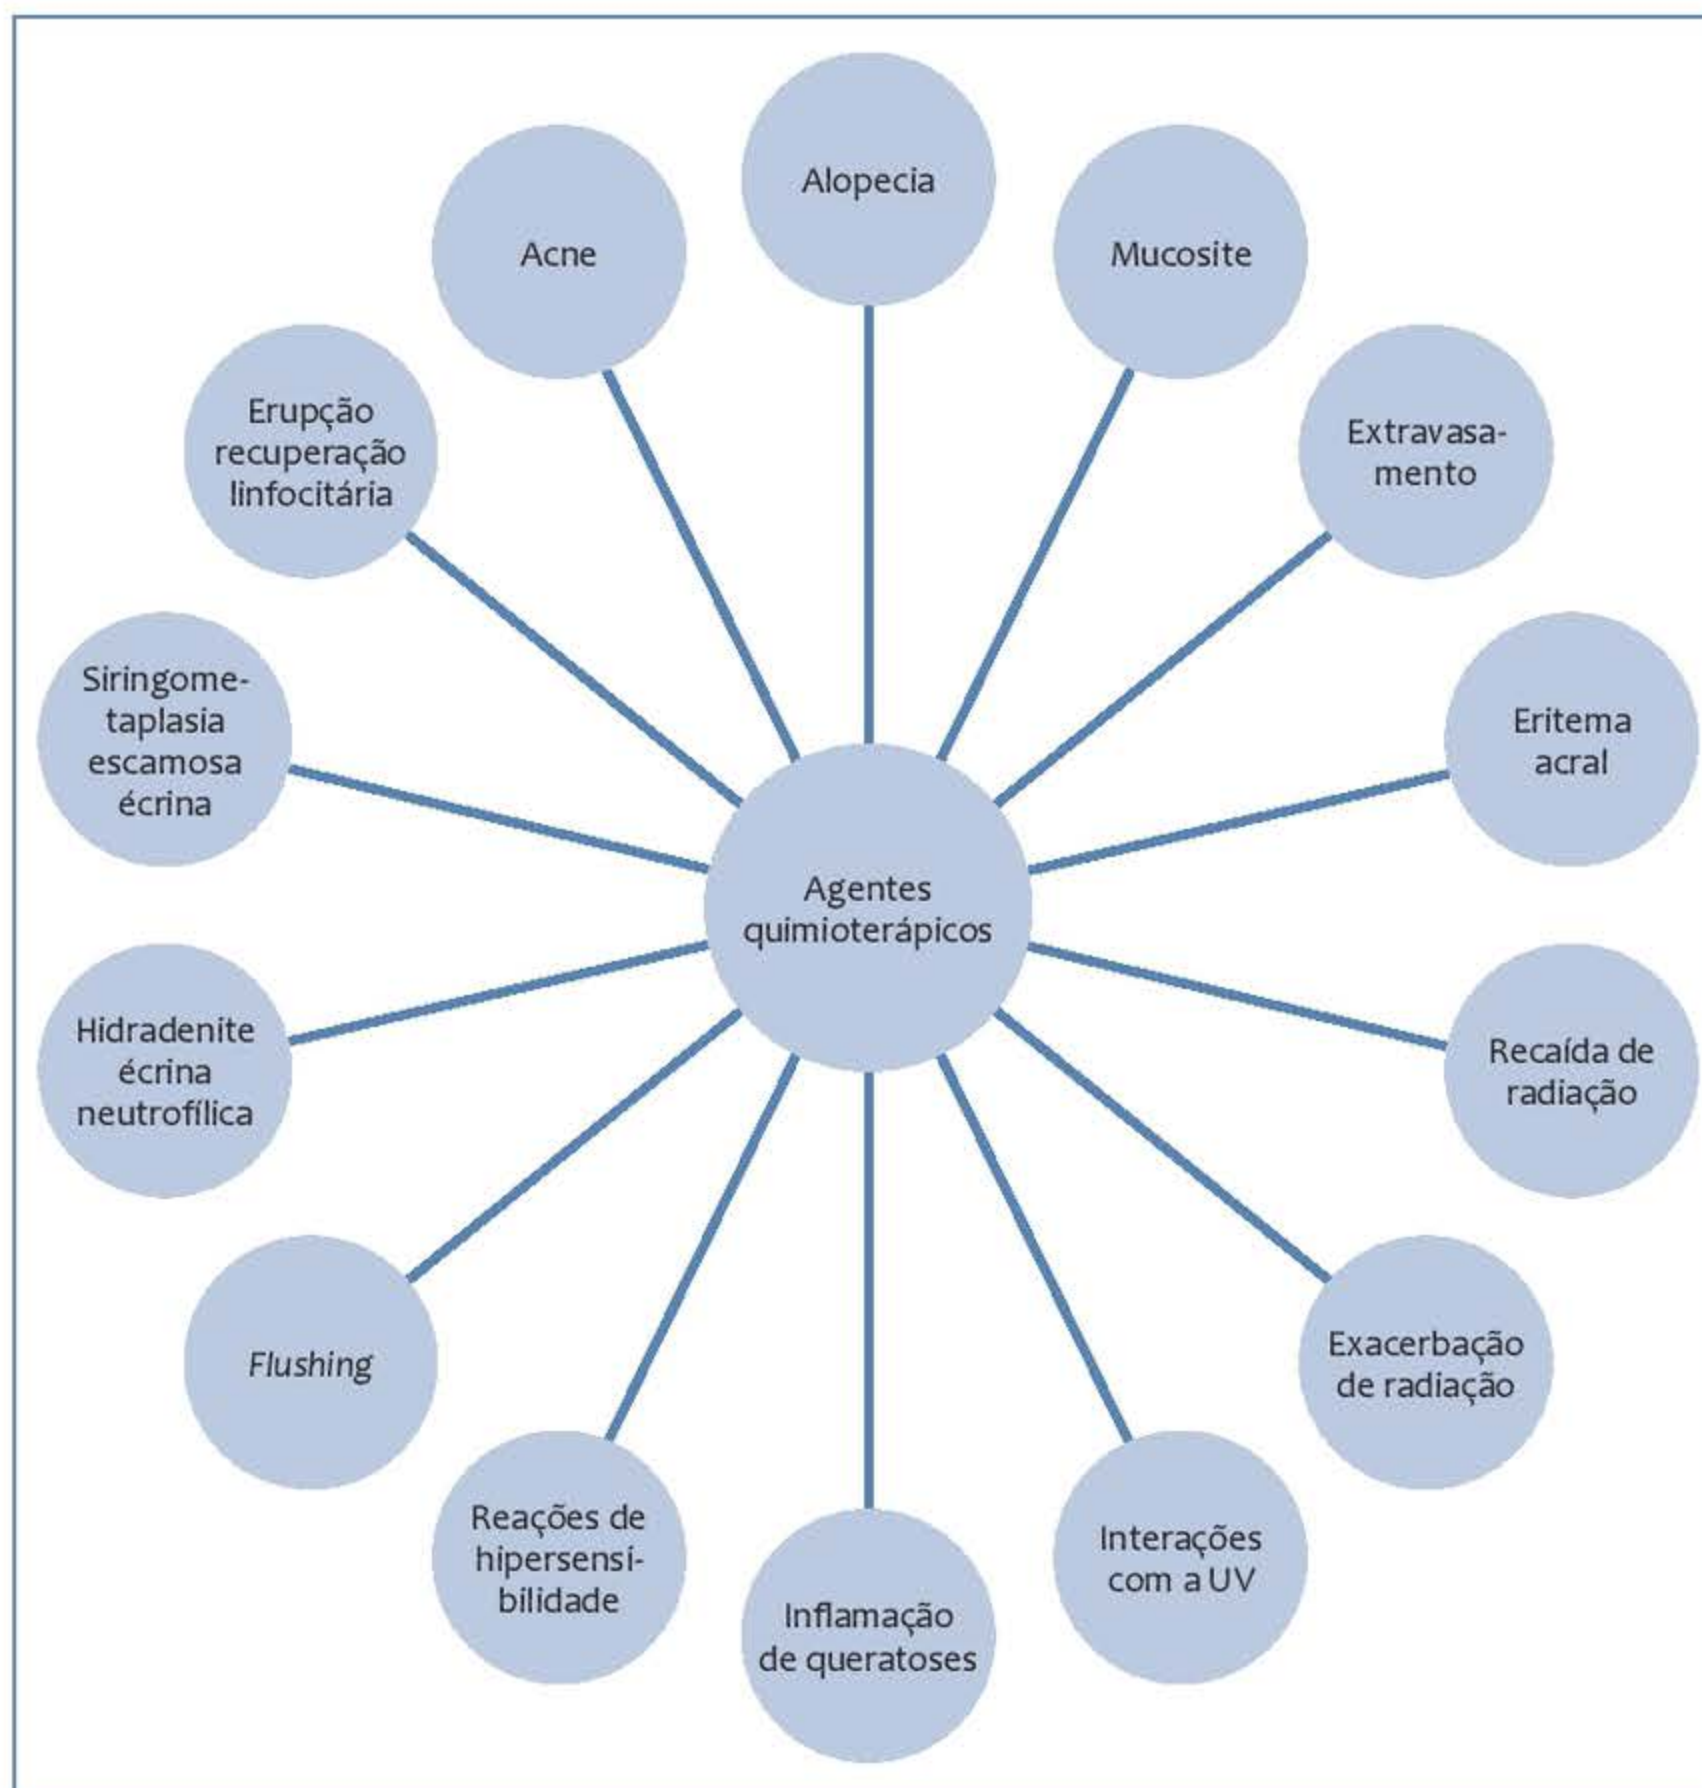 Alopecia
Acne
Mucosite
Erupção
recuperação
linfocitária
Extravasa-
mento
Siringome-
taplasia
escamosa
écrina
Eritema
acral
Agentes
quimioterápicos
Hidradenite
écrina
neutrofílica
Recaída de
radiação
Flushing
Exacerbação
de radiação
Reações de
hipersensi-
bilidade
Interações
com a UV
Inflamação
de queratoses